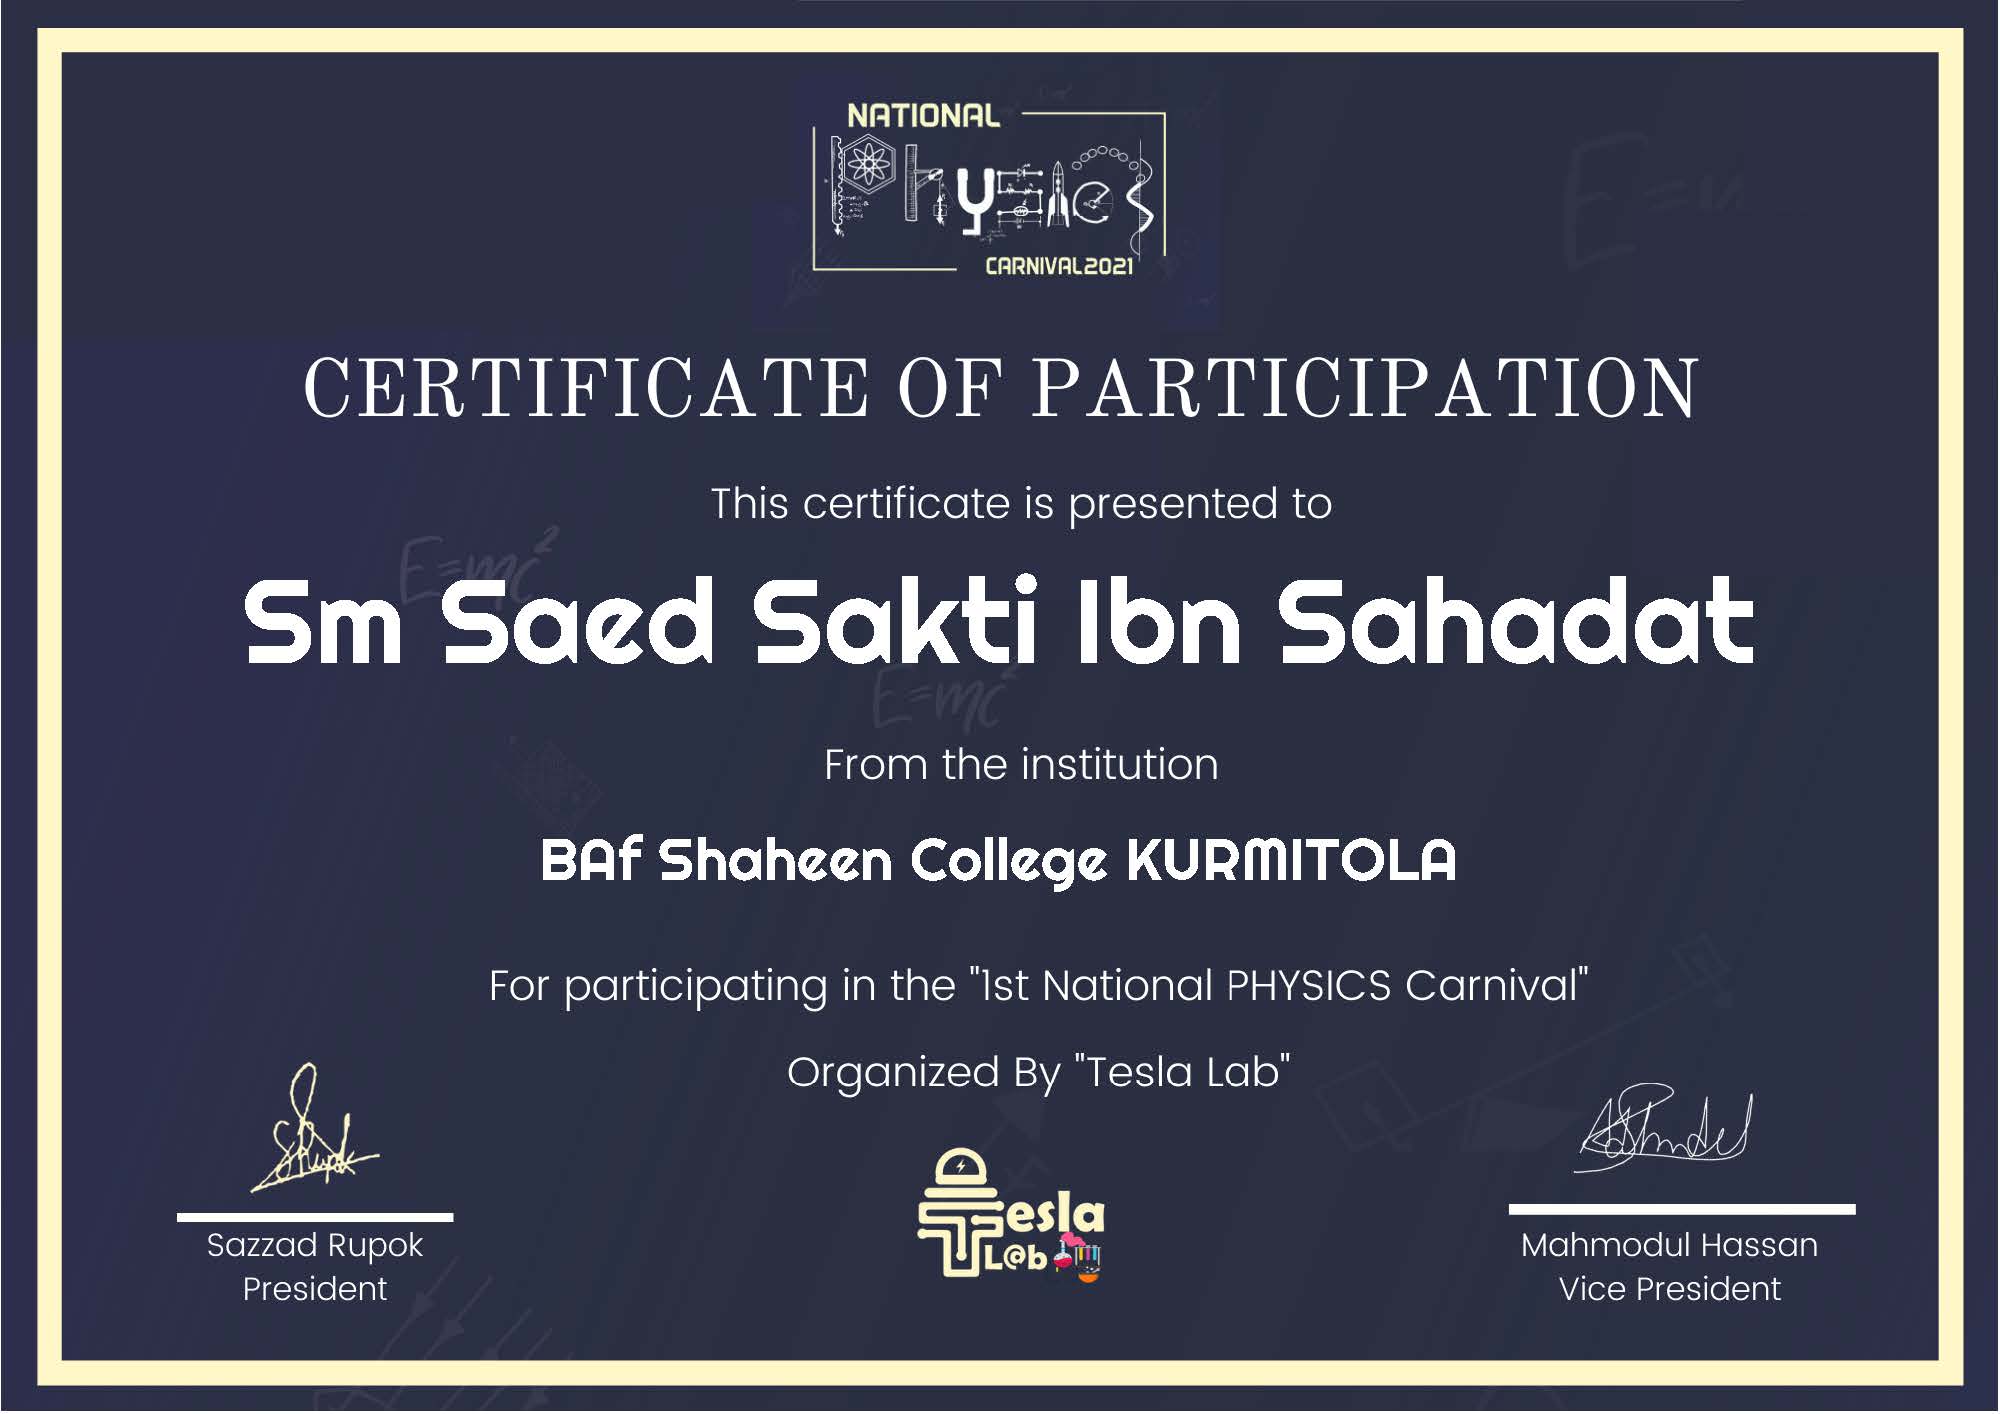 NATIONAL
Physics
CARNIVAL2021
CERTIFICATE OF PARTICIPATION
This certificate is presented to
E=mc²
Sm Saed Sakti Ibn Sahadat
E=mc²
From the institution
BAf Shaheen College KURMITOLA
For participating in the "1st National PHYSICS Carnival"
Organized By "Tesla Lab"
Tesla
L@b
Sazzad Rupok
President
Mahmodul Hassan
Vice President